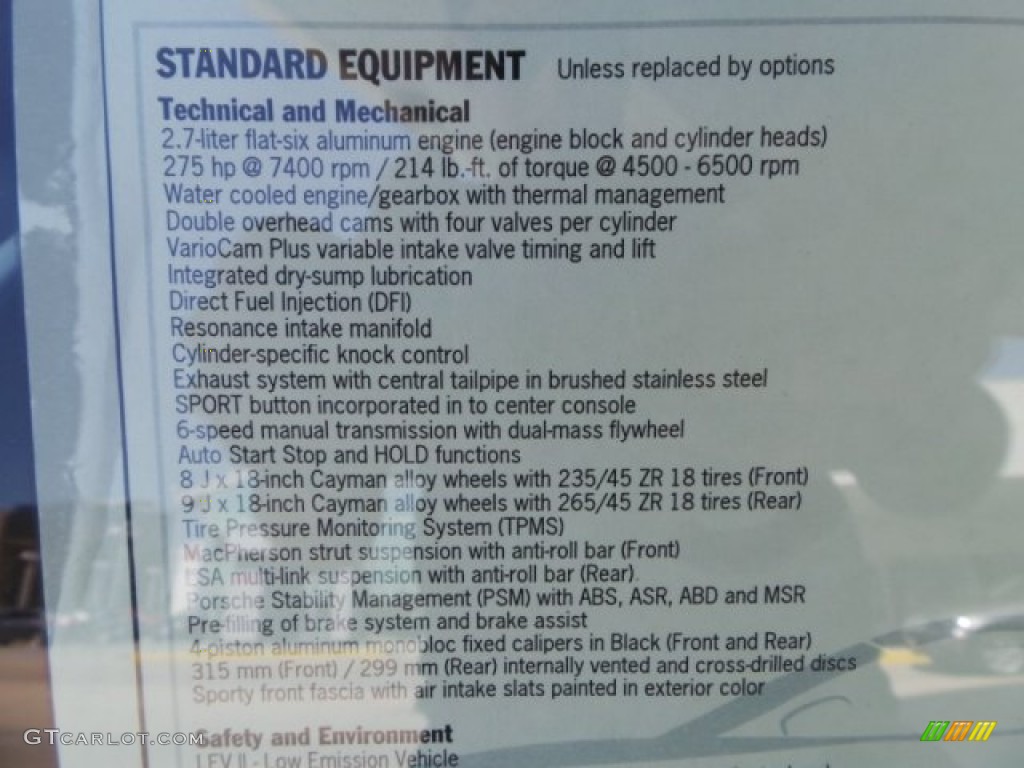 STANDARD EQUIPMENT Unless replaced by options
Technical and Mechanical
2.7-liter flat-six aluminum engine (engine block and cylinder heads)
275 hp @ 7400 rpm / 214 lb.-ft. of torque @ 4500 - 6500 rpm
Water cooled engine/gearbox with thermal management
Double overhead cams with four valves per cylinder
VarioCam Plus variable intake valve timing and lift
Integrated dry-sump lubrication
Direct Fuel Injection (DFI)
Resonance intake manifold
Cylinder-specific knock control
Exhaust system with central tailpipe in brushed stainless steel
SPORT button incorporated in to center console
6-speed manual transmission with dual-mass flywheel
Auto Start Stop and HOLD functions
8 J x 18-inch Cayman alloy wheels with 235/45 ZR 18 tires (Front)
9 J x 18-inch Cayman alloy wheels with 265/45 ZR 18 tires (Rear)
Tire Pressure Monitoring System (TPMS)
MacPherson strut suspension with anti-roll bar (Front)
LSA multi-link suspension with anti-roll bar (Rear)
Porsche Stability Management (PSM) with ABS, ASR, ABD and MSR
Pre-filling of brake system and brake assist
4-piston aluminum monobloc fixed calipers in Black (Front and Rear)
315 mm (Front) / 299 mm (Rear) internally vented and cross-drilled discs
Sporty front fascia with air intake slats painted in exterior color
Safety and Environment
LEV II - Low Emission Vehicle
GTCARLOT.COM